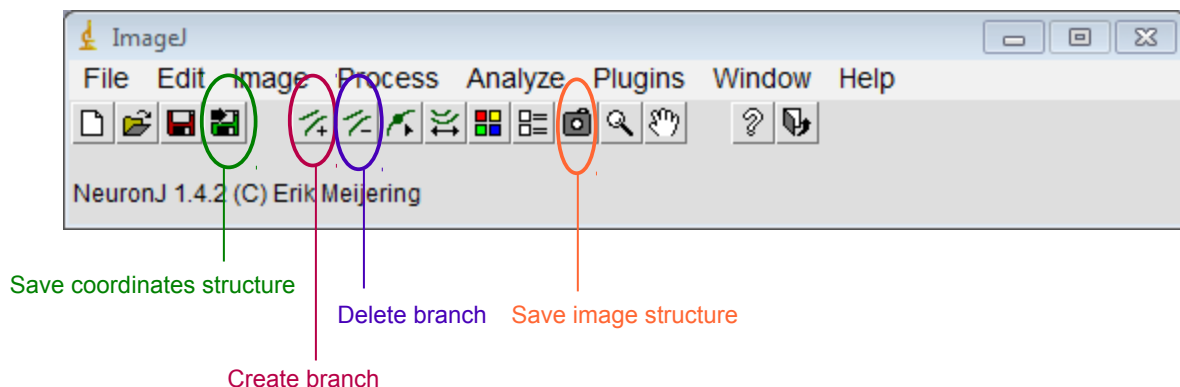 ImageJ
File Edit Image Process Analyze Plugins Window Help
NeuronJ 1.4.2 (C) Erik Meijering
Save coordinates structure
Delete branch Save image structure
Create branch